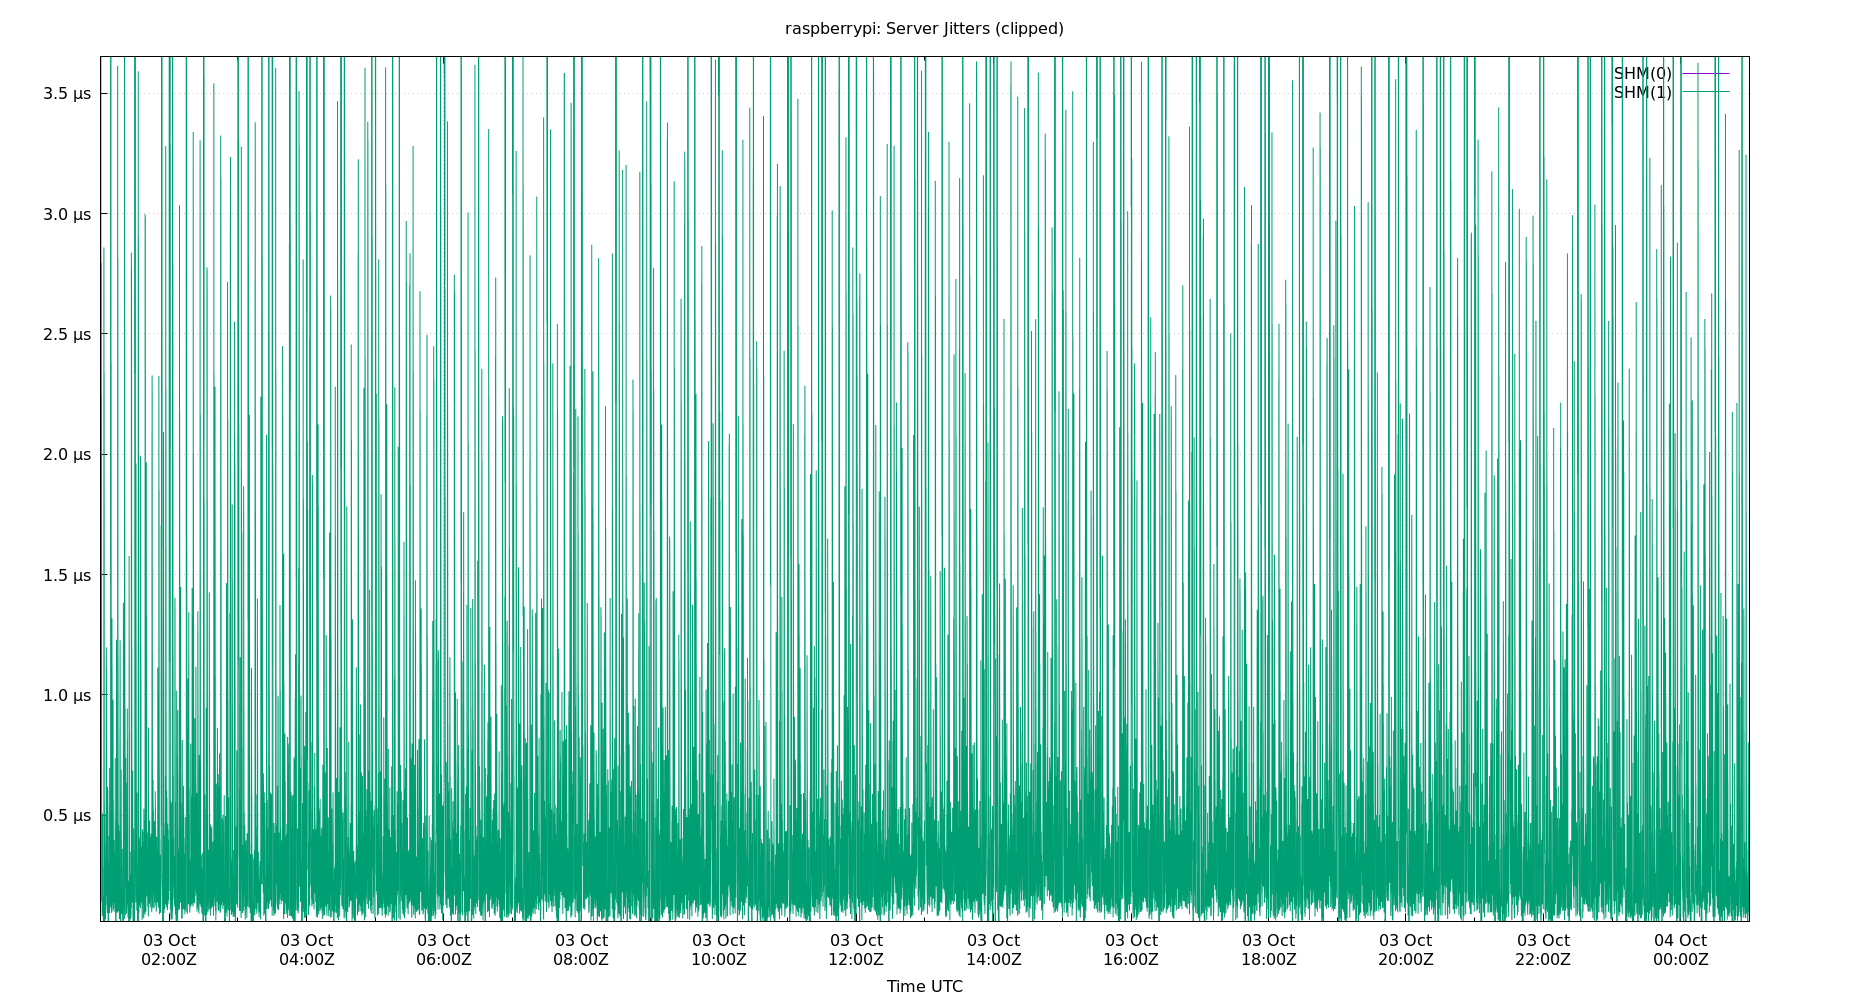 raspberrypi: Server Jitters (clipped)
SHM(0)
SHM(1)
3.5 µs
3.0 µs
2.5 µs
2.0 µs
1.5 µs
1.0 µs
0.5 µs
03 Oct 03 Oct 03 Oct 03 Oct 03 Oct 03 Oct 03 Oct 03 Oct 03 Oct 03 Oct 03 Oct 04 Oct
02:00Z 04:00Z 06:00Z 08:00Z 10:00Z 12:00Z 14:00Z 16:00Z 18:00Z 20:00Z 22:00Z 00:00Z
Time UTC